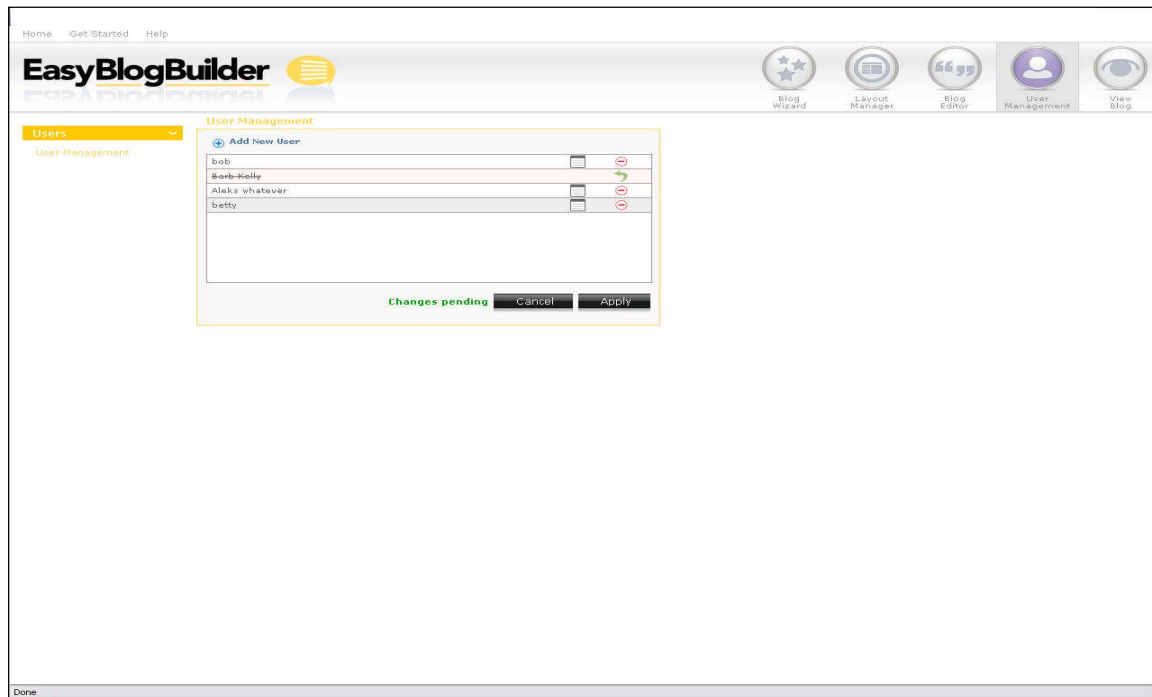 Home Get Started Help
EasyBlogBuilder
Blog Wizard
Layout Manager
Blog Editor
User Management
View Blog
Users
User Management
User Management
Add New User
bob
Barb Kelly
Aleks whatever
betty
Changes pending Cancel Apply
Done